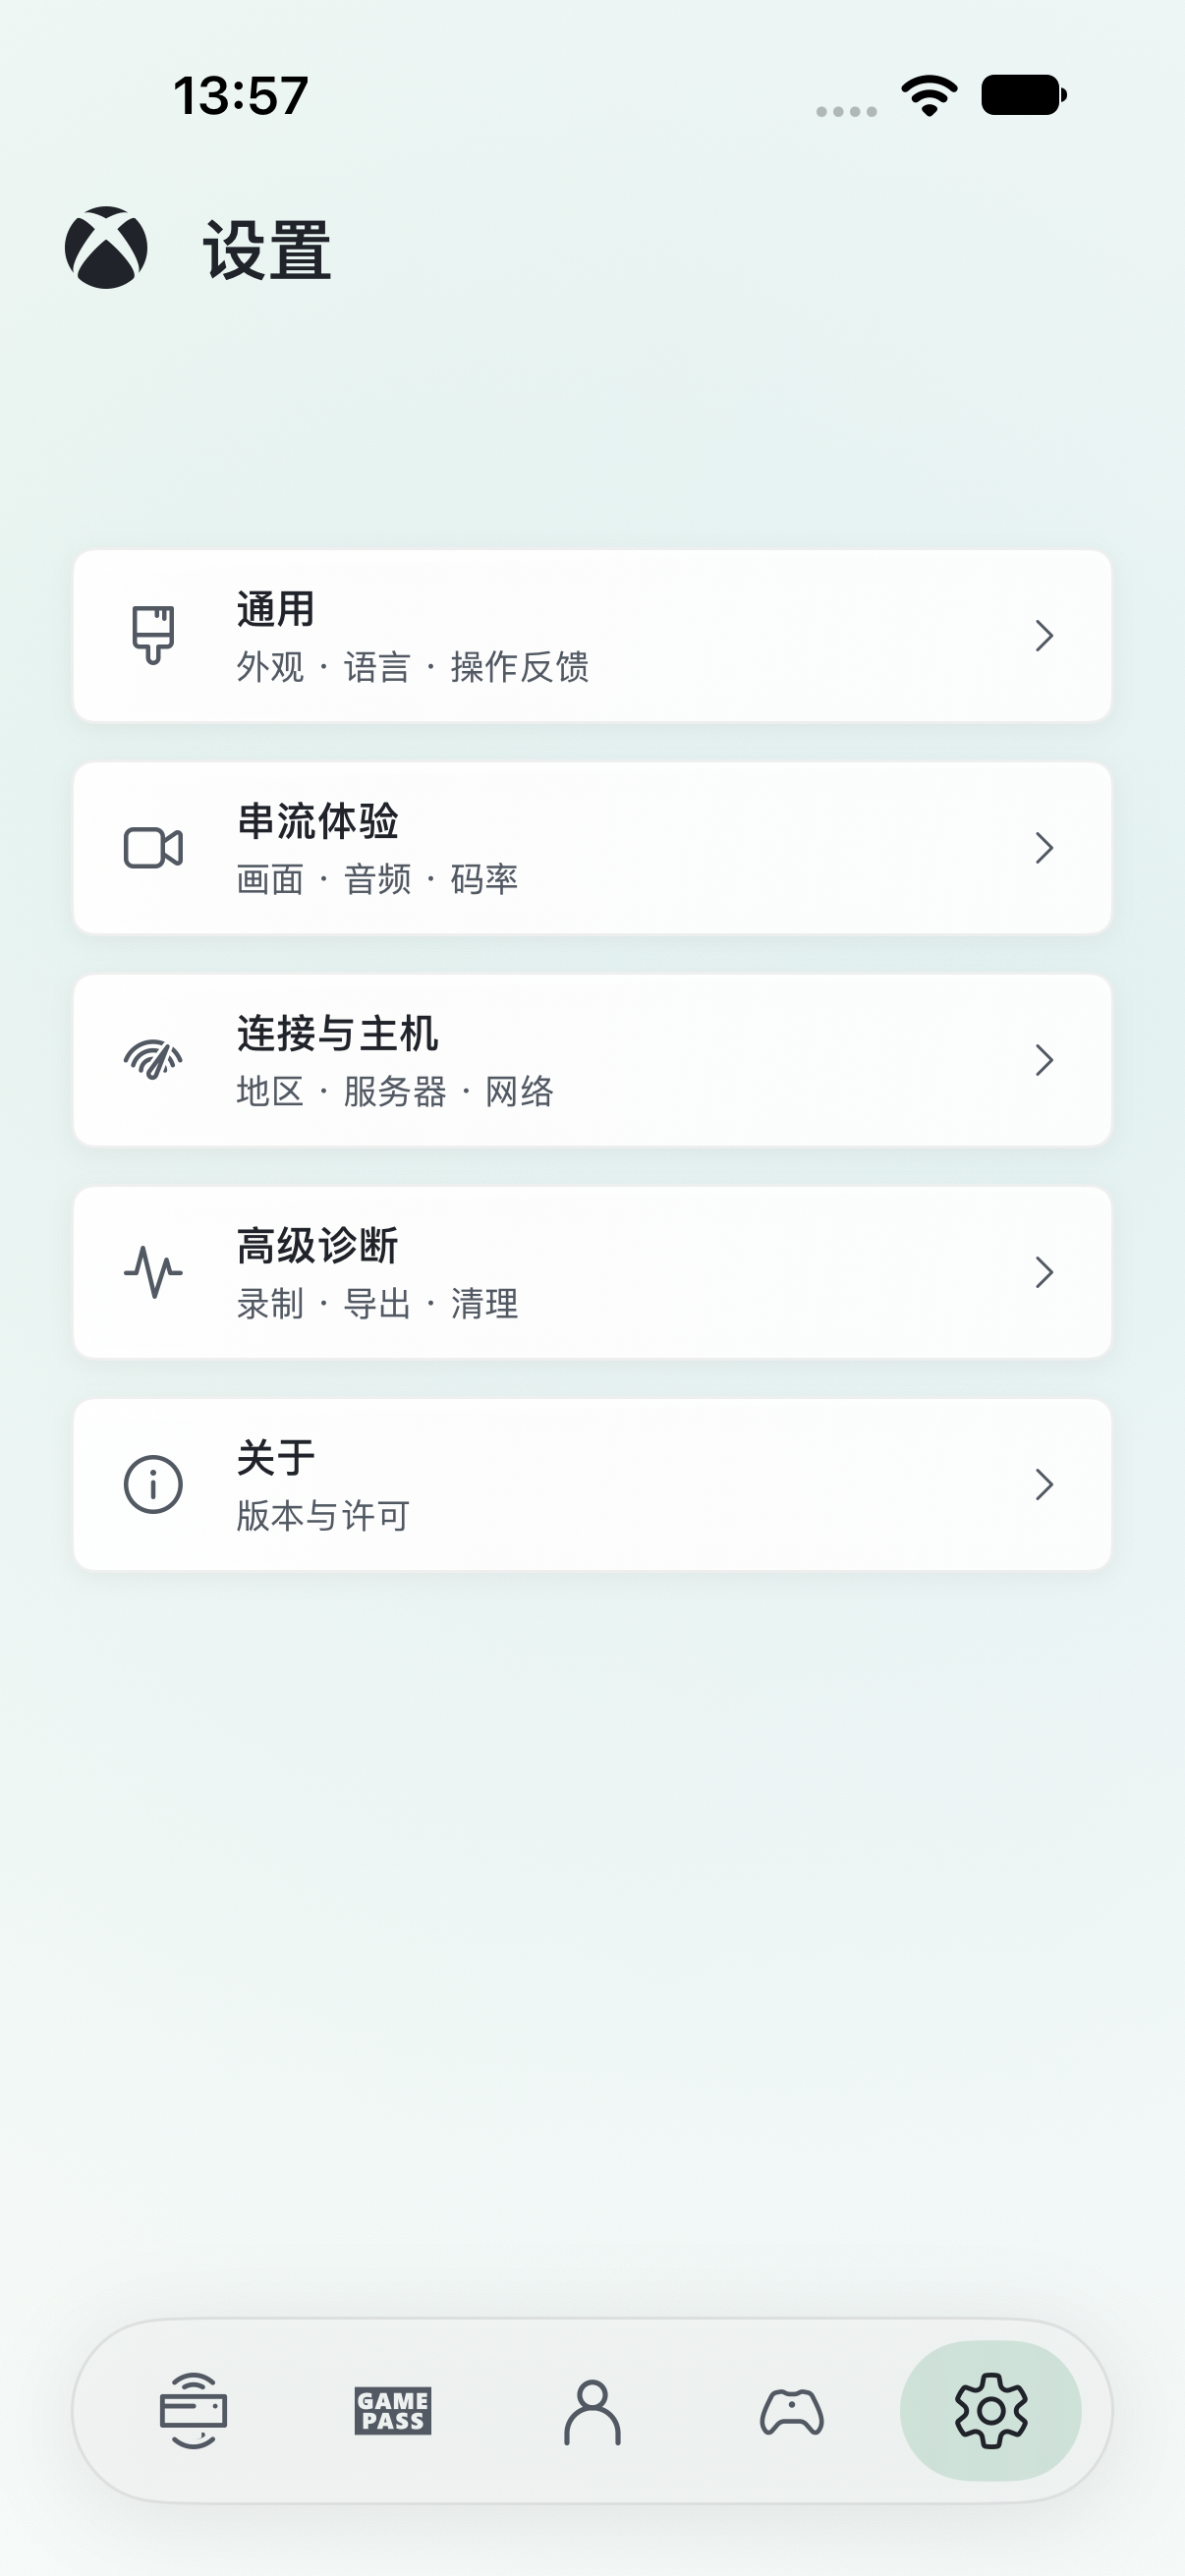 13:57
设置
通用
外观 · 语言 · 操作反馈
串流体验
画面 · 音频 · 码率
连接与主机
地区 · 服务器 · 网络
高级诊断
录制 · 导出 · 清理
关于
版本与许可
GAME
PASS